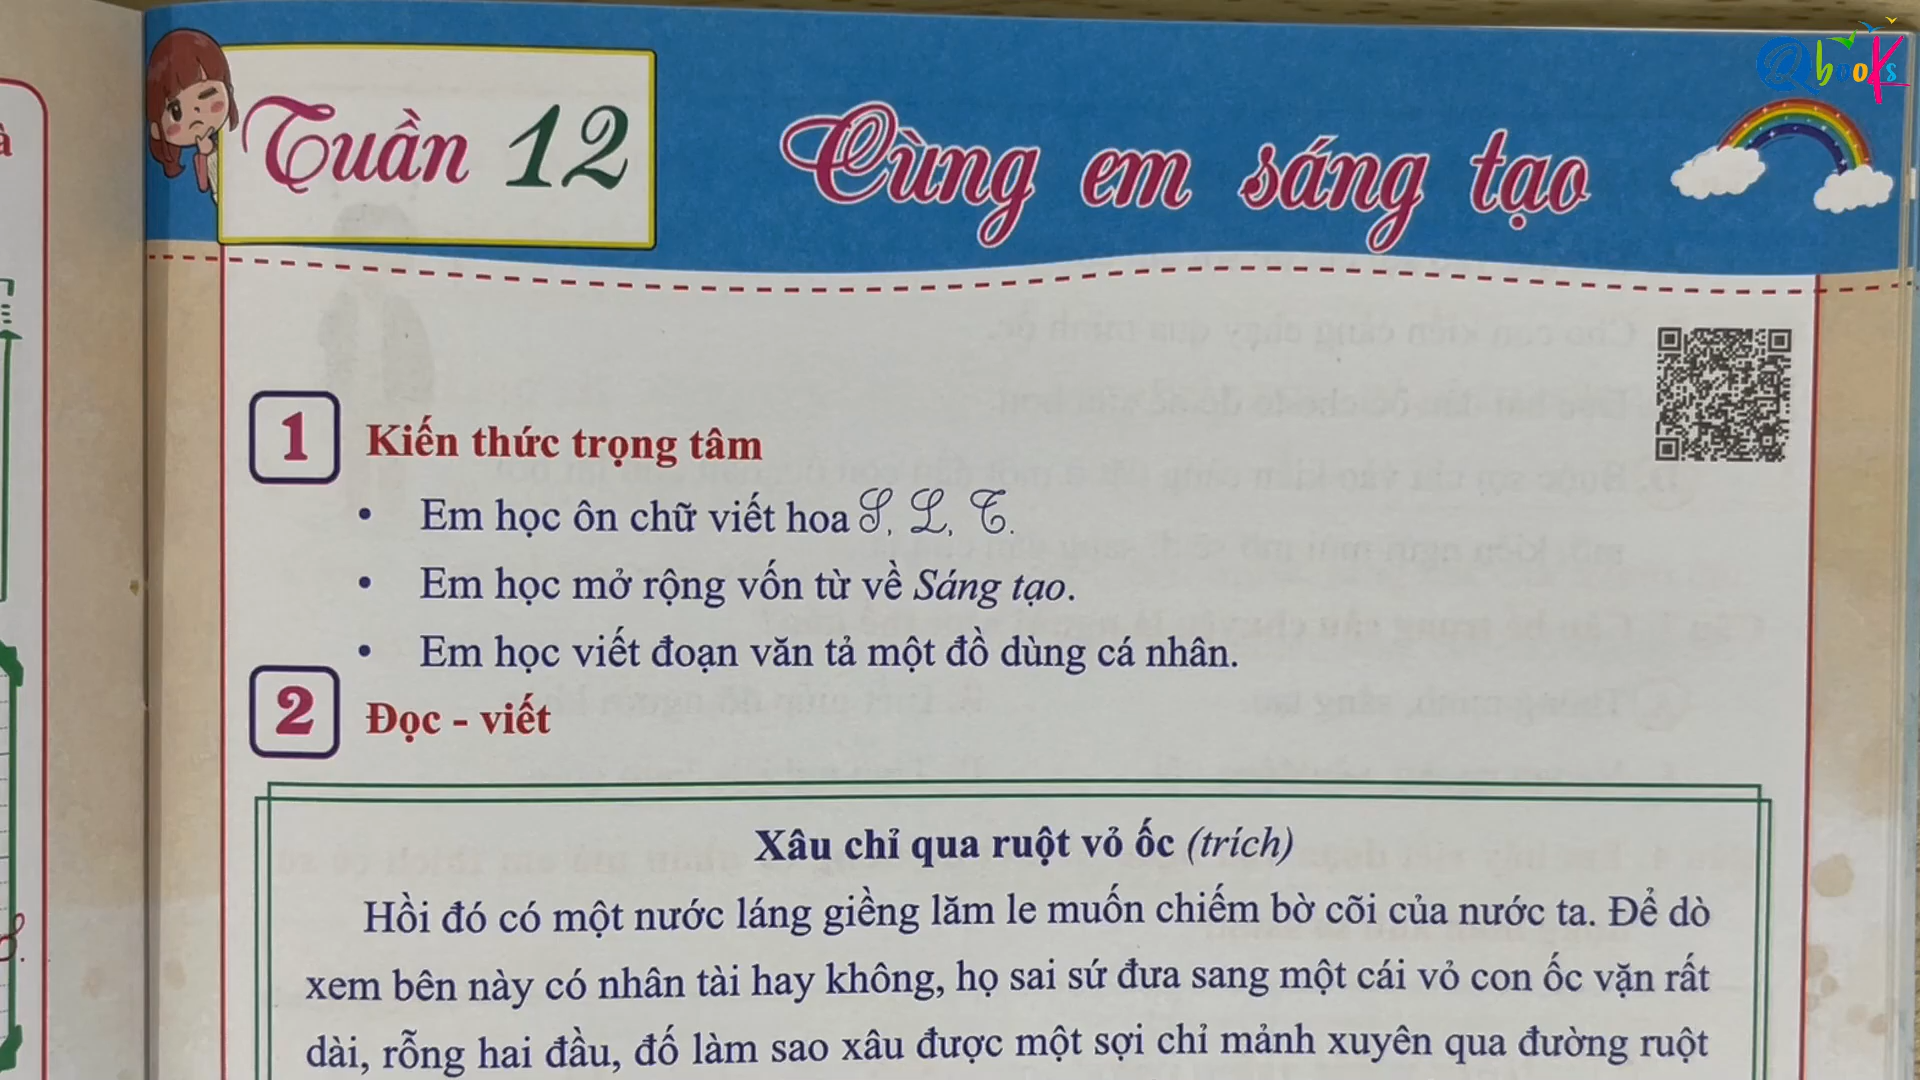 Qbooks
Tuần 12
Cùng em sáng tạo
1 Kiến thức trọng tâm
• Em học ôn chữ viết hoa S, L, T.
• Em học mở rộng vốn từ về Sáng tạo.
• Em học viết đoạn văn tả một đồ dùng cá nhân.
2 Đọc - viết
Xâu chỉ qua ruột vỏ ốc (trích)
Hồi đó có một nước láng giềng lăm le muốn chiếm bờ cõi của nước ta. Để dò
xem bên này có nhân tài hay không, họ sai sứ đưa sang một cái vỏ con ốc vặn rất
dài, rỗng hai đầu, đố làm sao xâu được một sợi chỉ mảnh xuyên qua đường ruột